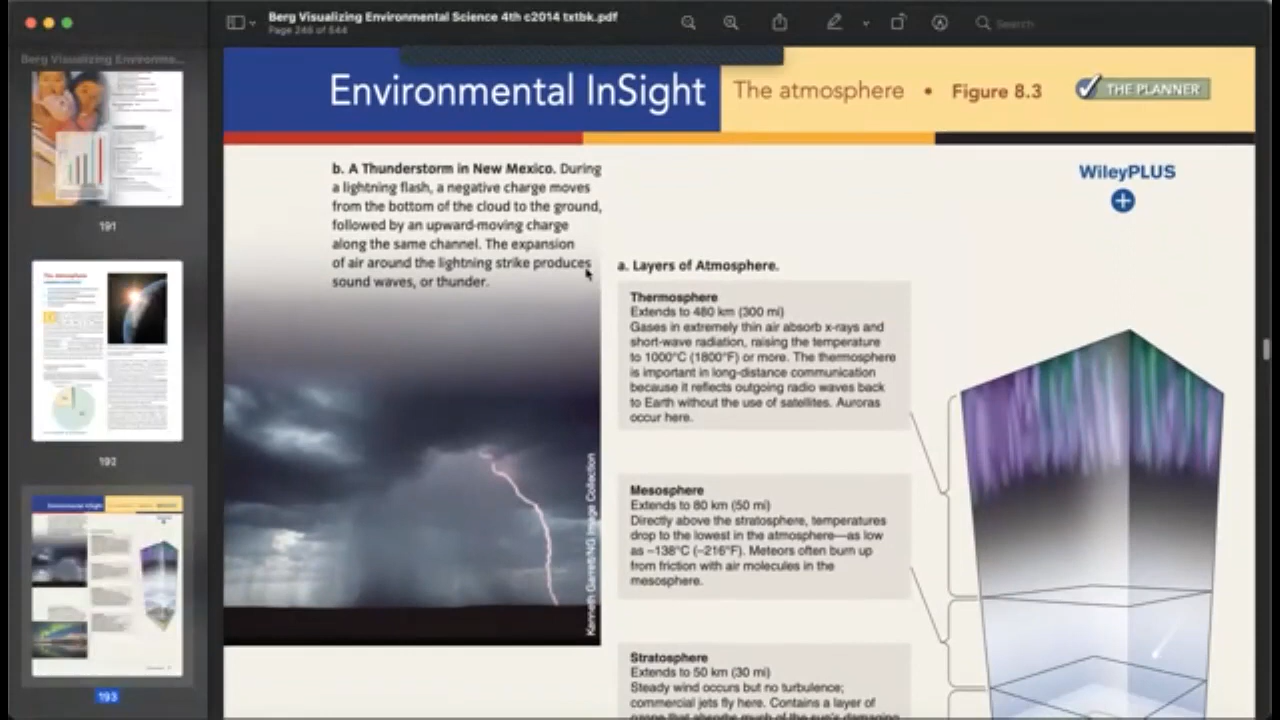 Berg Visualizing Environmental Science 4th c2014 txtbk.pdf
Page 246 of 544
Search
Berg Visualizing Environme...
191
192
193
Environmental InSight
The atmosphere • Figure 8.3
THE PLANNER
WileyPLUS
b. A Thunderstorm in New Mexico. During
a lightning flash, a negative charge moves
from the bottom of the cloud to the ground,
followed by an upward-moving charge
along the same channel. The expansion
of air around the lightning strike produces
sound waves, or thunder.
Kenneth Garrett/NG Image Collection
a. Layers of Atmosphere.
Thermosphere
Extends to 480 km (300 mi)
Gases in extremely thin air absorb x-rays and
short-wave radiation, raising the temperature
to 1000°C (1800°F) or more. The thermosphere
is important in long-distance communication
because it reflects outgoing radio waves back
to Earth without the use of satellites. Auroras
occur here.
Mesosphere
Extends to 80 km (50 mi)
Directly above the stratosphere, temperatures
drop to the lowest in the atmosphere—as low
as –138°C (–216°F). Meteors often burn up
from friction with air molecules in the
mesosphere.
Stratosphere
Extends to 50 km (30 mi)
Steady wind occurs but no turbulence;
commercial jets fly here. Contains a layer of
ozone that absorbs much of the sun's damaging